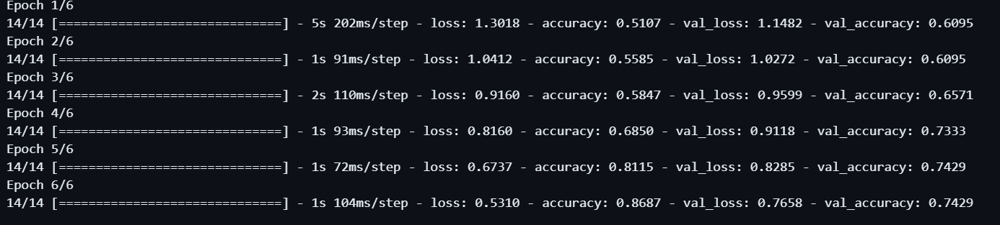 Epoch 1/6
14/14 [==============================] - 5s 202ms/step - loss: 1.3018 - accuracy: 0.5107 - val_loss: 1.1482 - val_accuracy: 0.6095
Epoch 2/6
14/14 [==============================] - 1s 91ms/step - loss: 1.0412 - accuracy: 0.5585 - val_loss: 1.0272 - val_accuracy: 0.6095
Epoch 3/6
14/14 [==============================] - 2s 110ms/step - loss: 0.9160 - accuracy: 0.5847 - val_loss: 0.9599 - val_accuracy: 0.6571
Epoch 4/6
14/14 [==============================] - 1s 93ms/step - loss: 0.8160 - accuracy: 0.6850 - val_loss: 0.9118 - val_accuracy: 0.7333
Epoch 5/6
14/14 [==============================] - 1s 72ms/step - loss: 0.6737 - accuracy: 0.8115 - val_loss: 0.8285 - val_accuracy: 0.7429
Epoch 6/6
14/14 [==============================] - 1s 104ms/step - loss: 0.5310 - accuracy: 0.8687 - val_loss: 0.7658 - val_accuracy: 0.7429